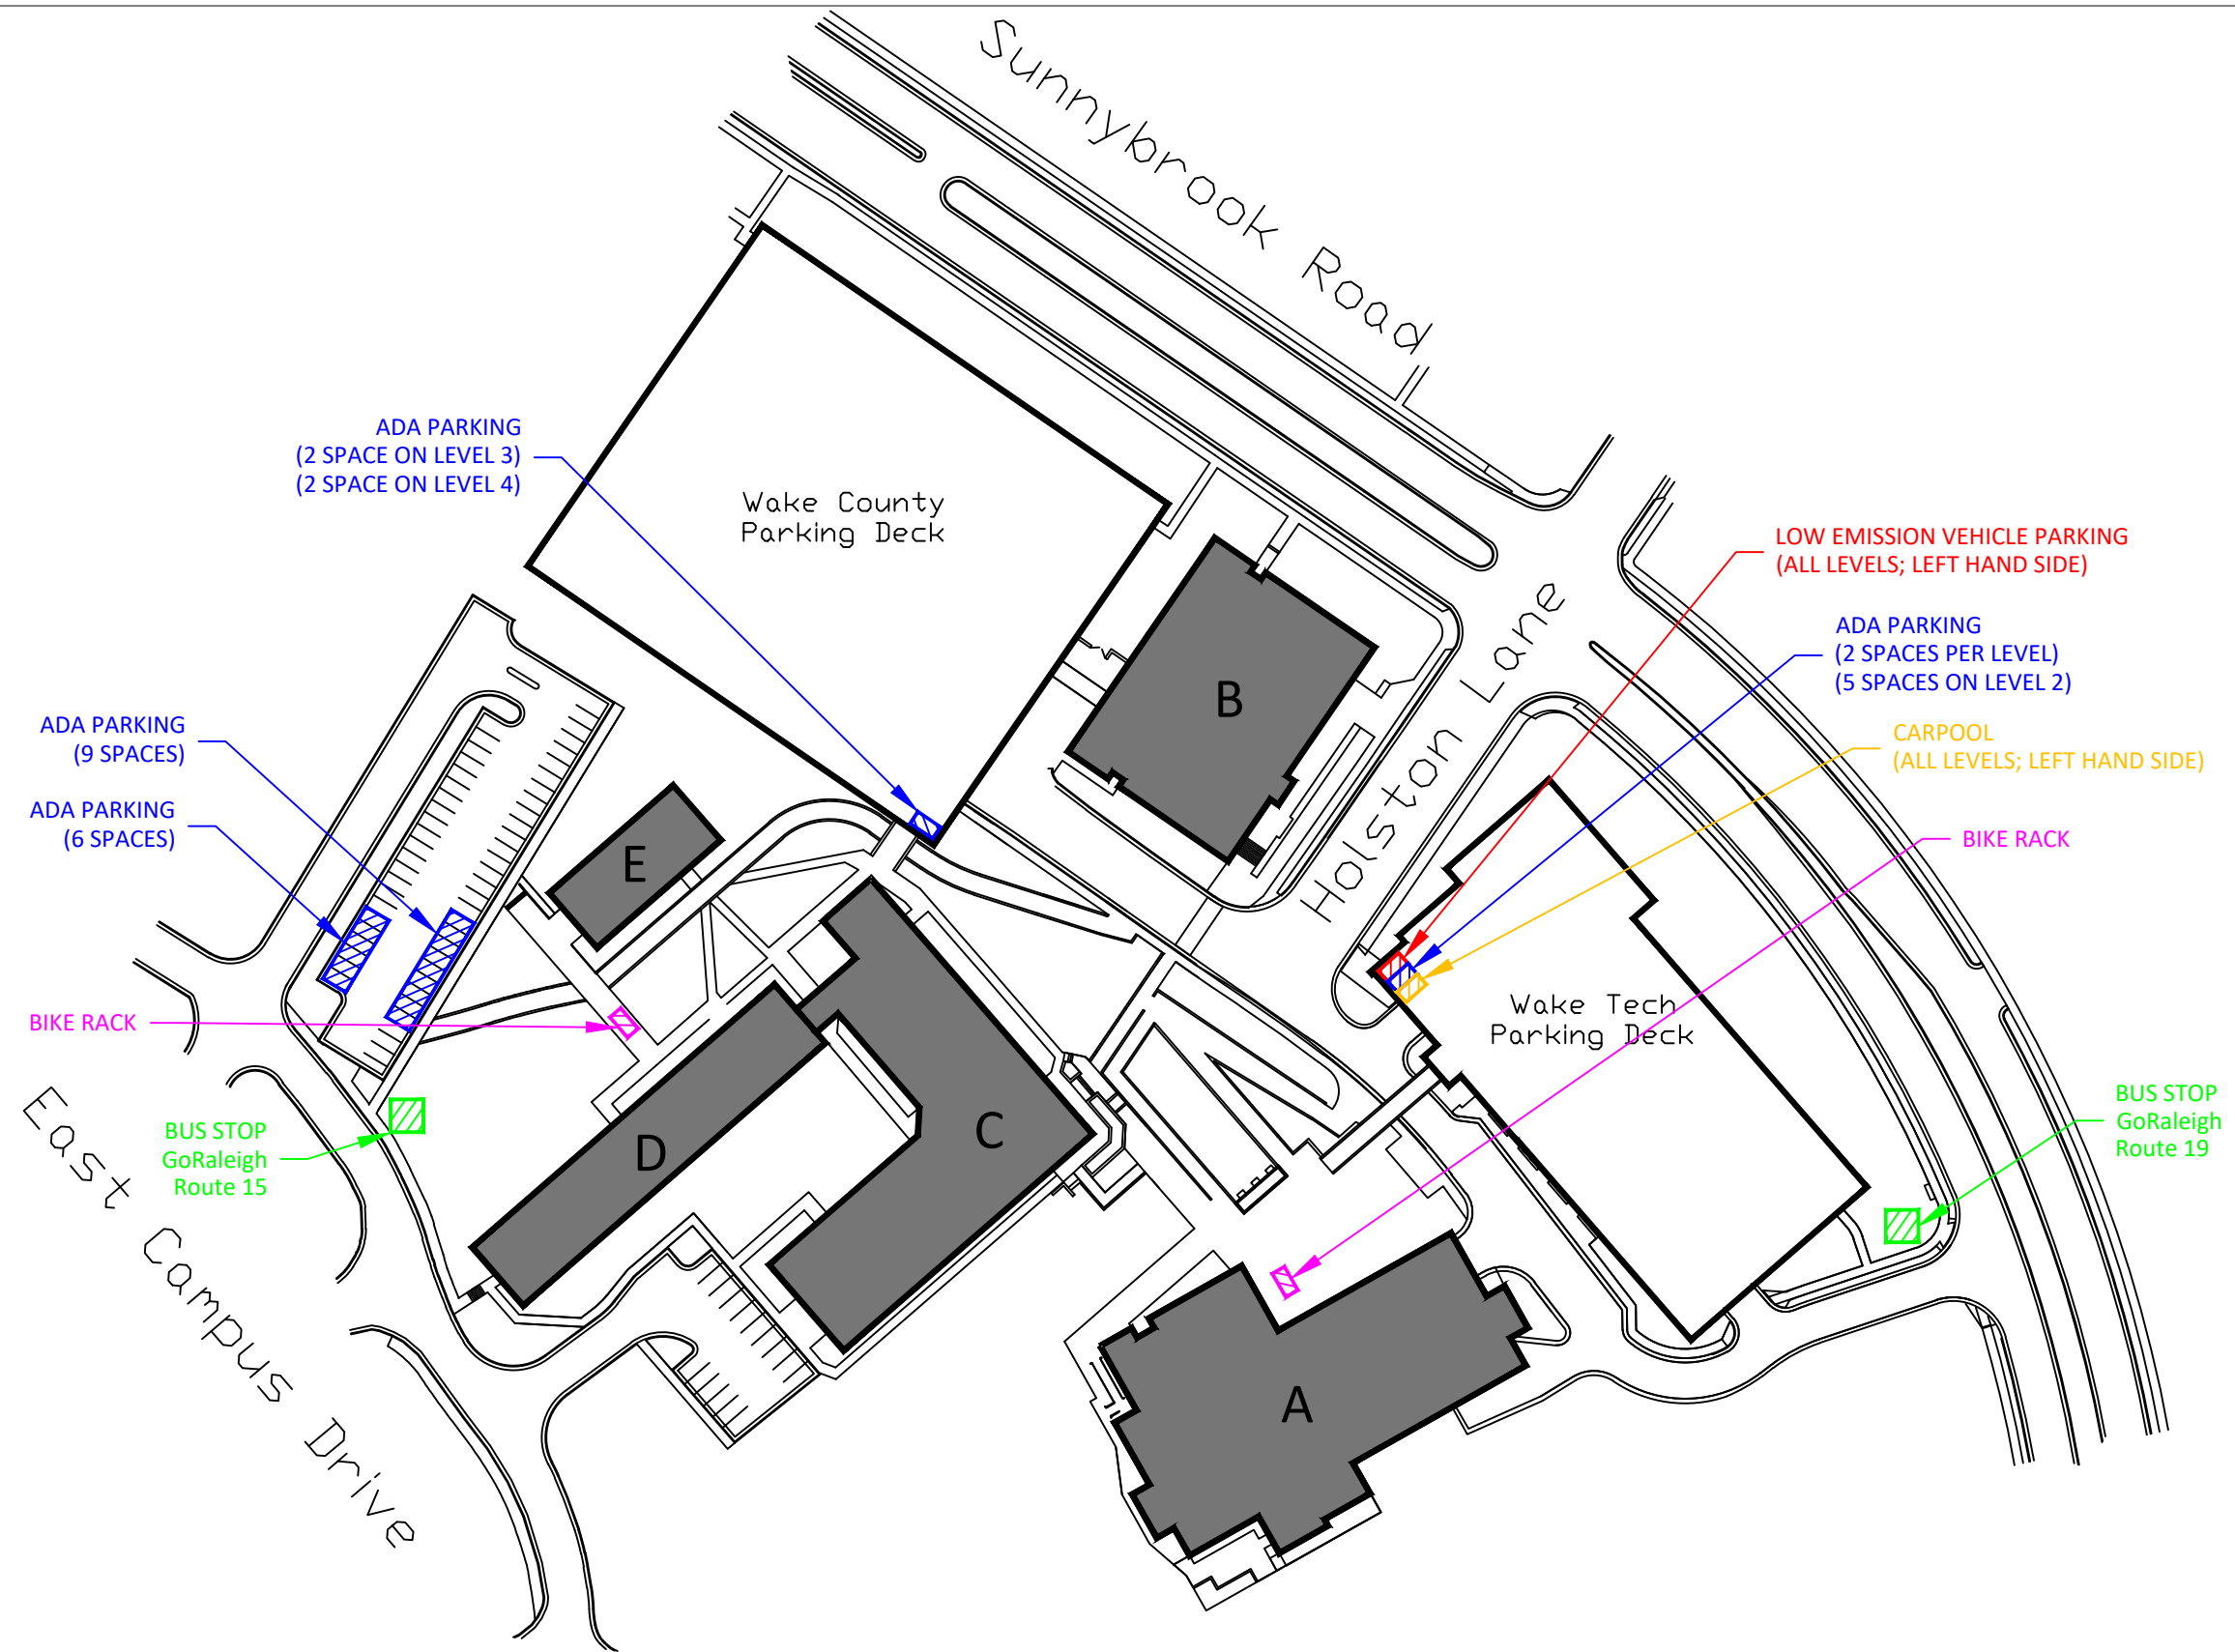 Sunnybrook Road
ADA PARKING
(2 SPACE ON LEVEL 3)
(2 SPACE ON LEVEL 4)
Wake County
Parking Deck
LOW EMISSION VEHICLE PARKING
(ALL LEVELS; LEFT HAND SIDE)
ADA PARKING
(2 SPACES PER LEVEL)
(5 SPACES ON LEVEL 2)
B
Holston Lane
ADA PARKING
(9 SPACES)
CARPOOL
(ALL LEVELS; LEFT HAND SIDE)
ADA PARKING
(6 SPACES)
BIKE RACK
E
Wake Tech
Parking Deck
BIKE RACK
BUS STOP
GoRaleigh
Route 19
BUS STOP
GoRaleigh
Route 15
C
D
East Campus Drive
A